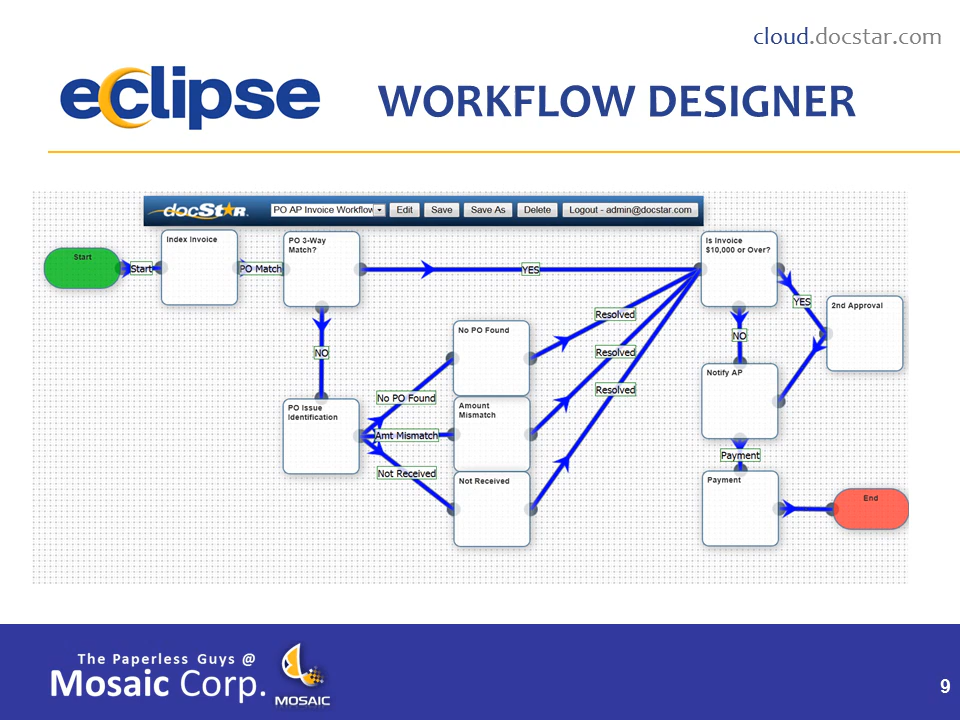 cloud.docstar.com
eclipse
WORKFLOW DESIGNER
docSTAR
PO AP Invoice Workflow
Edit
Save
Save As
Delete
Logout - admin@docstar.com
Start
Start
Index Invoice
PO Match
PO 3-Way
Match?
YES
Is Invoice
$10,000 or Over?
YES
2nd Approval
NO
No PO Found
Resolved
NO
Resolved
Notify AP
Resolved
PO Issue
Identification
No PO Found
Amt Mismatch
Not Received
Amount
Mismatch
Not Received
Payment
Payment
End
The Paperless Guys @
Mosaic Corp.
MOSAIC
9